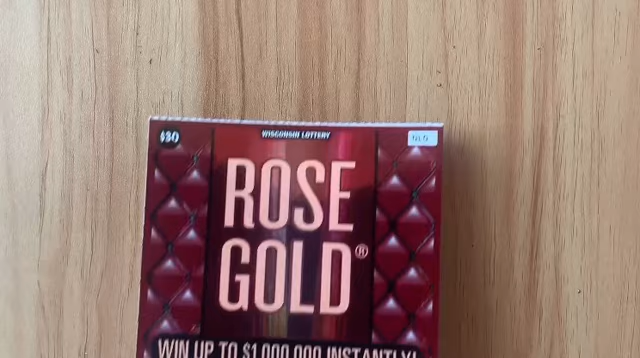 $30
WISCONSIN LOTTERY
ROSE
GOLD®
WIN UP TO $1,000,000 INSTANTLY!